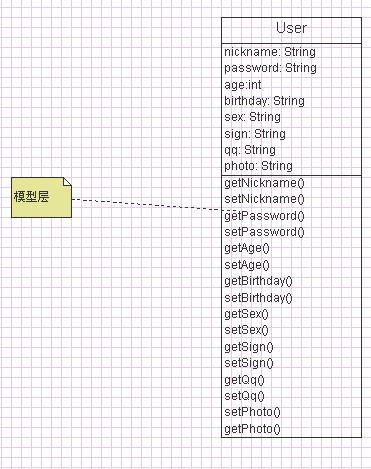 User
nickname: String
password: String
age:int
birthday: String
sex: String
sign: String
qq: String
photo: String
模型层
getNickname()
setNickname()
getPassword()
setPassword()
getAge()
setAge()
getBirthday()
setBirthday()
getSex()
setSex()
getSign()
setSign()
getQq()
setQq()
setPhoto()
getPhoto()